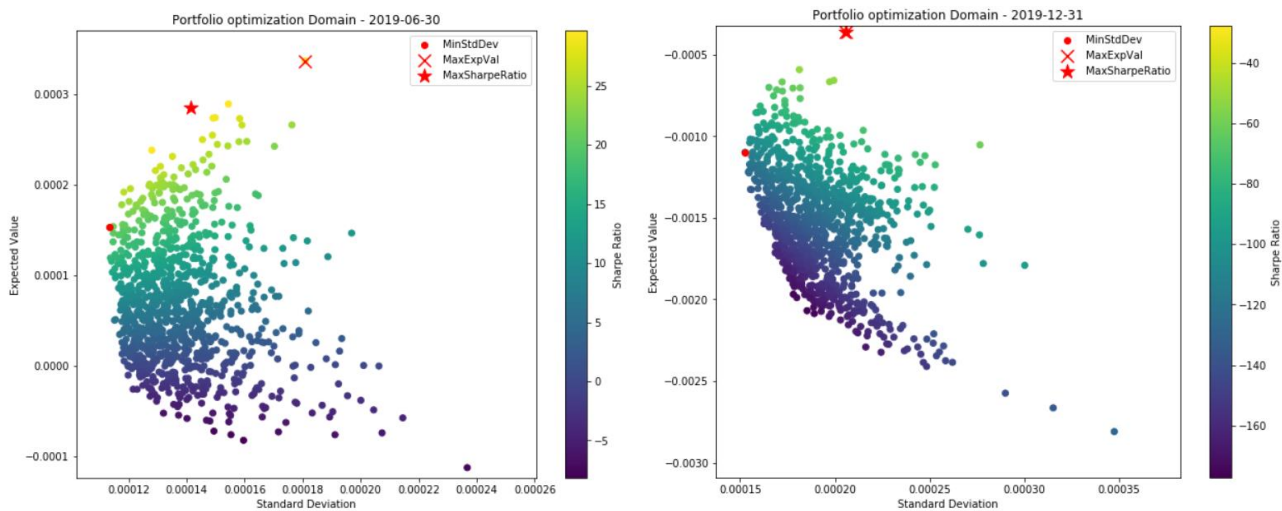 Portfolio optimization Domain - 2019-06-30
MinStdDev
MaxExpVal
MaxSharpeRatio
Expected Value
0.0003
0.0002
0.0001
0.0000
−0.0001
0.00012 0.00014 0.00016 0.00018 0.00020 0.00022 0.00024 0.00026
Standard Deviation
25
20
15
10
5
0
−5
Sharpe Ratio
Portfolio optimization Domain - 2019-12-31
MinStdDev
MaxExpVal
MaxSharpeRatio
Expected Value
−0.0005
−0.0010
−0.0015
−0.0020
−0.0025
−0.0030
0.00015 0.00020 0.00025 0.00030 0.00035
Standard Deviation
−40
−60
−80
−100
−120
−140
−160
Sharpe Ratio